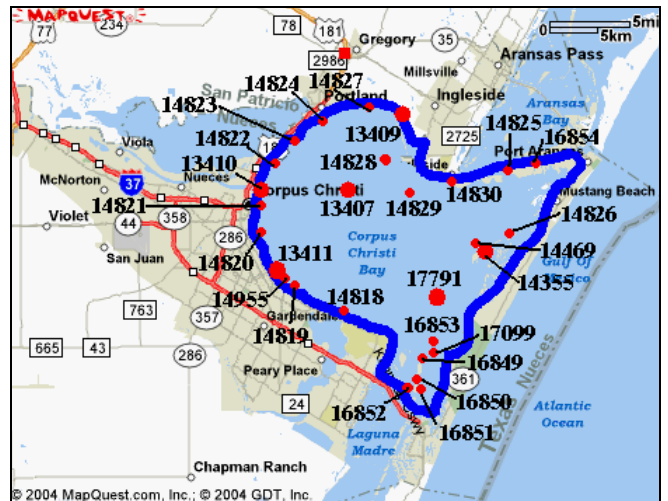 MAPQUEST
77
234
78
181
2986
Gregory
35
5mi
5km
Aransas Pass
Millsville
Ingleside
14827
14824
Portland
San Patricio
Nueces
14823
13409
2725
Aransas
Bay
14825
16854
Port Aransas
14822
Viola
14828
13410
Nueces
37
McNorton
Corpus Christi
13407
14829
14830
Mustang Beach
14821
358
Violet
44
286
14826
San Juan
Corpus
Christi
Bay
14469
14820
13411
Gulf Of
Mexico
14355
17791
14955
Gardendale
14818
763
357
14819
16853
17099
665
43
286
Peary Place
16849
361
Nueces
Texas
24
16850
16852
16851
Atlantic
Ocean
Laguna
Madre
Chapman Ranch
© 2004 MapQuest.com, Inc.; © 2004 GDT, Inc.